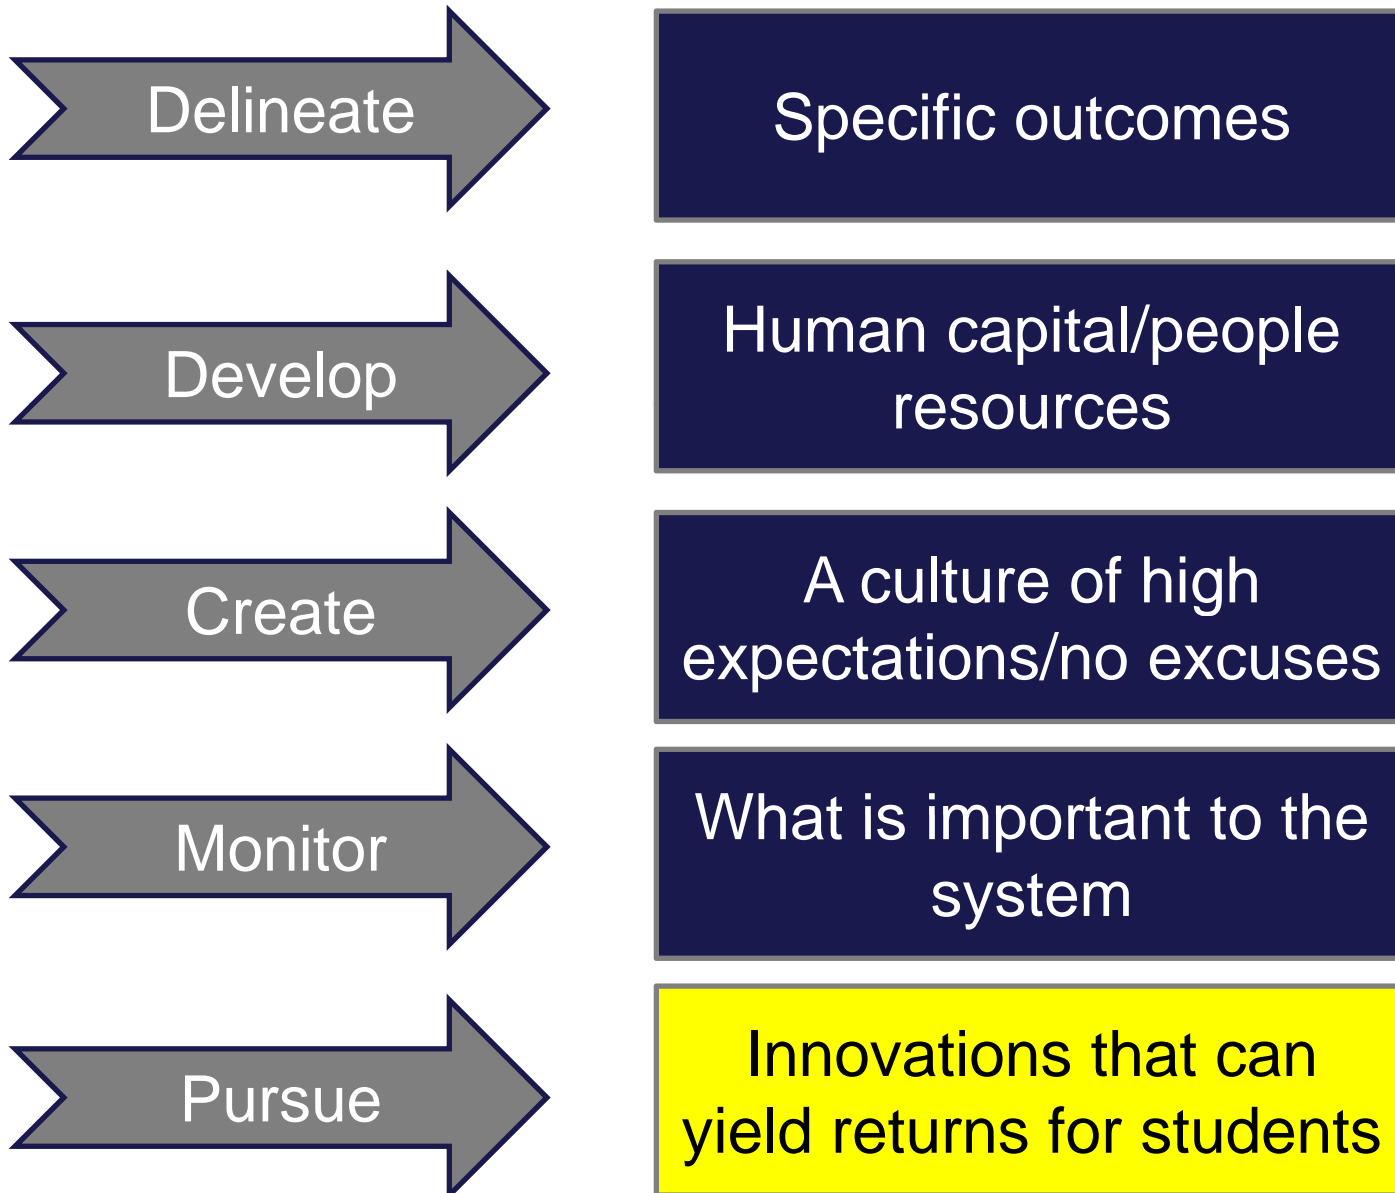 Delineate
Specific outcomes
Develop
Human capital/people
resources
Create
A culture of high
expectations/no excuses
Monitor
What is important to the
system
Pursue
Innovations that can
yield returns for students